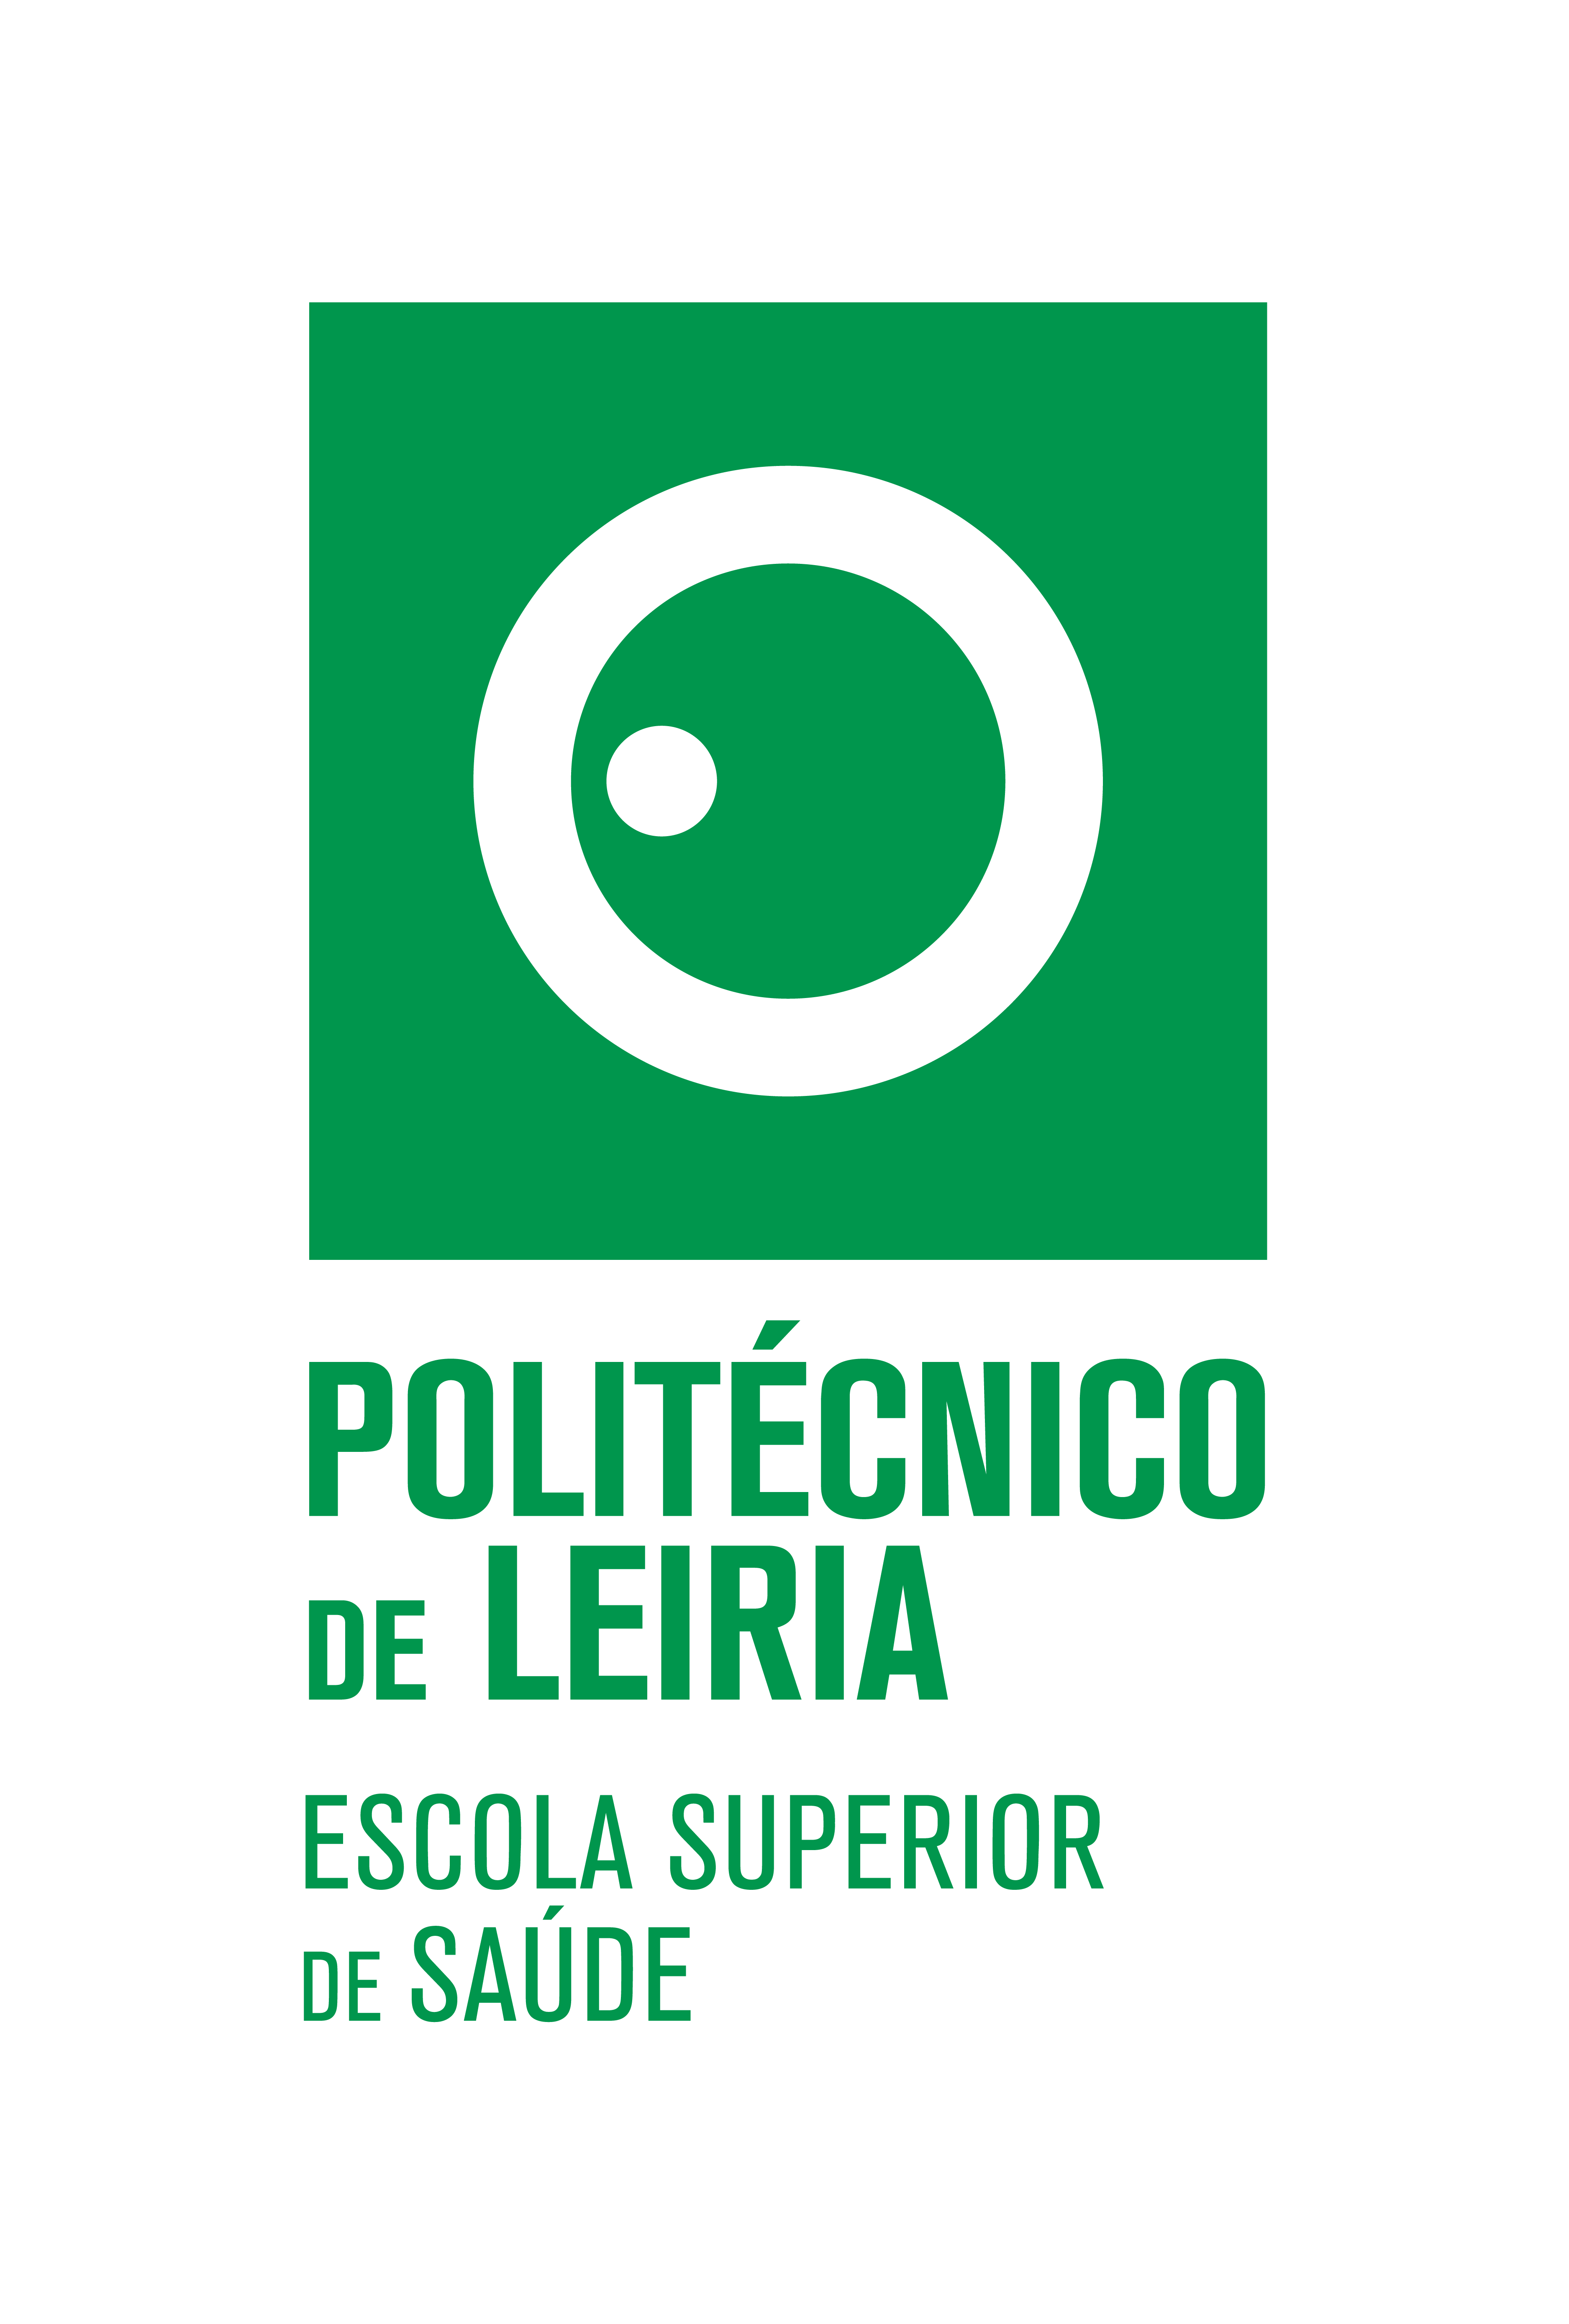 POLITÉCNICO
DE LEIRIA
ESCOLA SUPERIOR
DE SAÚDE